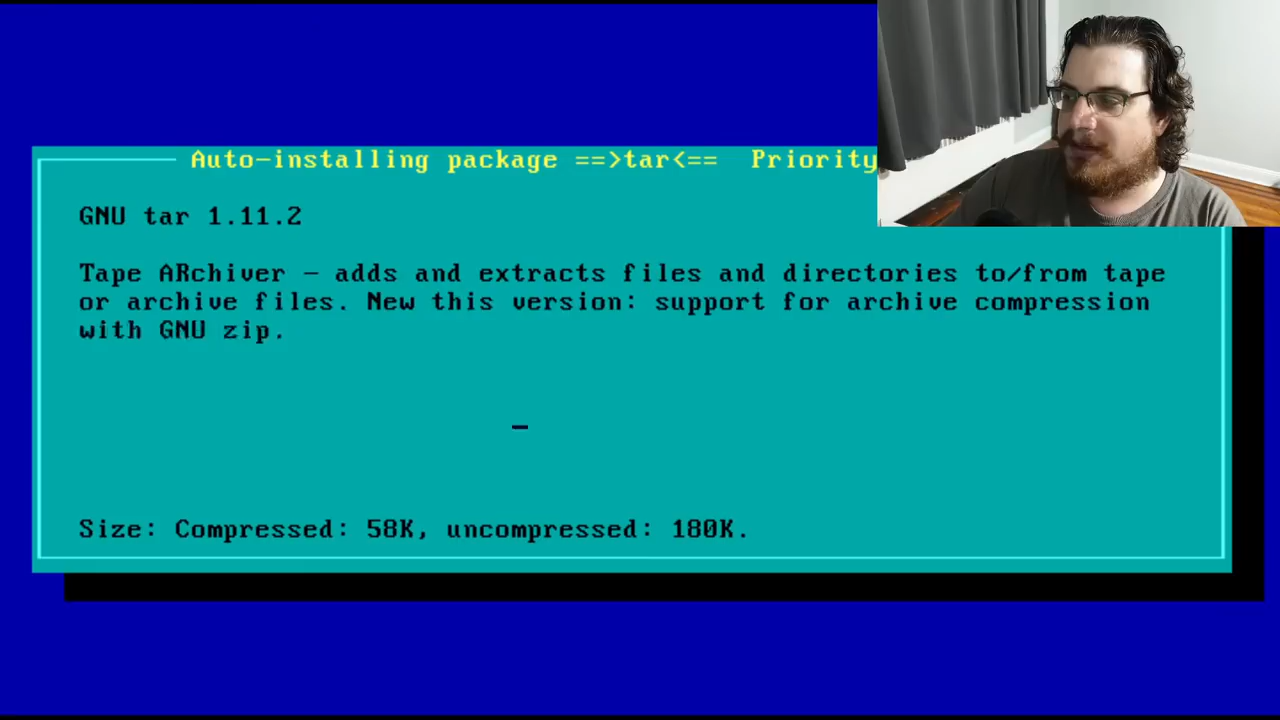 Auto-installing package ==>tar<==  Priority
GNU tar 1.11.2
Tape ARchiver - adds and extracts files and directories to/from tape
or archive files. New this version: support for archive compression
with GNU zip.
Size: Compressed: 58K, uncompressed: 180K.